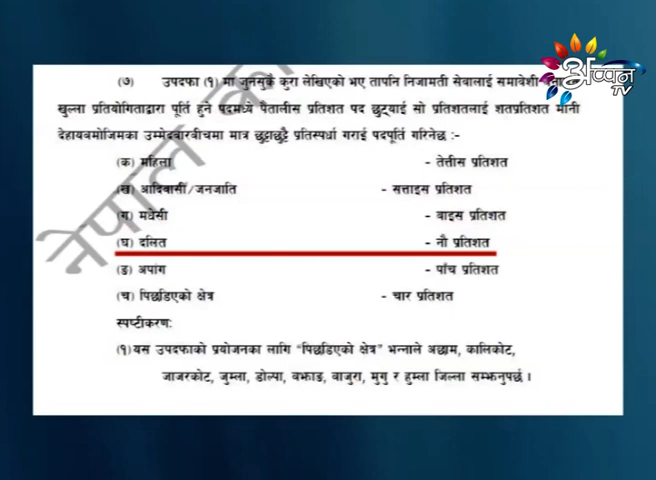 (७) उपदफा (१) मा जुनसुकै कुरा लेखिएको भए तापनि निजामती सेवालाई समावेशी
खुल्ला प्रतियोगिताद्वारा पूर्ति हुने पदमध्ये पैतालीस प्रतिशत पद छुट्याई सो प्रतिशतलाई शतप्रतिशत मानी
देहायबमोजिमका उम्मेदवारबीचमा मात्र छुट्टाछुट्टै प्रतिस्पर्धा गराई पदपूर्ति गरिनेछ :-
(क) महिला - तेत्तीस प्रतिशत
(ख) आदिवासी/जनजाति - सत्ताइस प्रतिशत
(ग) मधेसी - बाइस प्रतिशत
(घ) दलित - नौ प्रतिशत
(ङ) अपांग - पाँच प्रतिशत
(च) पिछडिएको क्षेत्र - चार प्रतिशत
स्पष्टीकरण:
(१) यस उपदफाको प्रयोजनका लागि "पिछडिएको क्षेत्र" भन्नाले अछाम, कालिकोट,
जाजरकोट, जुम्ला, डोल्पा, बझाङ, बाजुरा, मुगु र हुम्ला जिल्ला सम्झनुपर्छ ।
नेपाल
अप्पन
TV